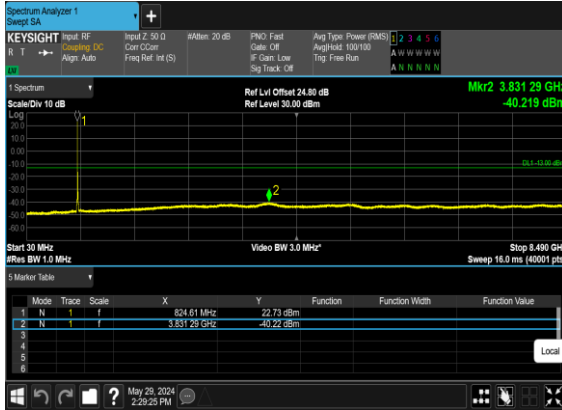 Spectrum Analyzer 1
Swept SA
+
KEYSIGHT Input: RF Input Z: 50 Ω #Atten: 20 dB PNO: Fast Avg Type: Power (RMS) 1 2 3 4 5 6
R T Coupling: DC Corr CCorr Gate: Off Avg|Hold: 100/100 A W W W W W
Align: Auto Freq Ref: Int (S) IF Gain: Low Trig: Free Run
Sig Track: Off A N N N N N
1 Spectrum Ref Lvl Offset 24.80 dB Mkr2 3.831 29 GHz
Scale/Div 10 dB Ref Level 30.00 dBm -40.219 dBm
Log
20.0
10.0
0.00
-10.0
-20.0
-30.0
-40.0
-50.0
-60.0
1
DL1 -13.00 dBm
2
Start 30 MHz Video BW 3.0 MHz* Stop 8.490 GHz
#Res BW 1.0 MHz Sweep 16.0 ms (40001 pts)
5 Marker Table
Mode Trace Scale X Y Function Function Width Function Value
1 N 1 f 824.61 MHz 22.73 dBm
2 N 1 f 3.831 29 GHz -40.22 dBm
3
4
5
6
Local
? May 29, 2024
2:29:25 PM